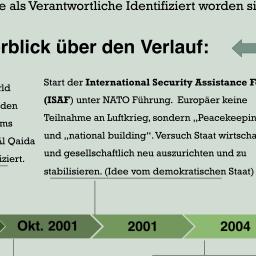 e als Verantwortliche Identifiziert worden si
rblick über den Verlauf:
Start der International Security Assistance F
(ISAF) unter NATO Führung. Europäer keine
Teilnahme an Luftkrieg, sondern „Peacekeepin
und „national building“. Versuch Staat wirtscha
und gesellschaftlich neu auszurichten und zu
stabilisieren. (Idee vom demokratischen Staat)
rld
den
ms
Al Qaida
ziert.
Okt. 2001
2001
2004